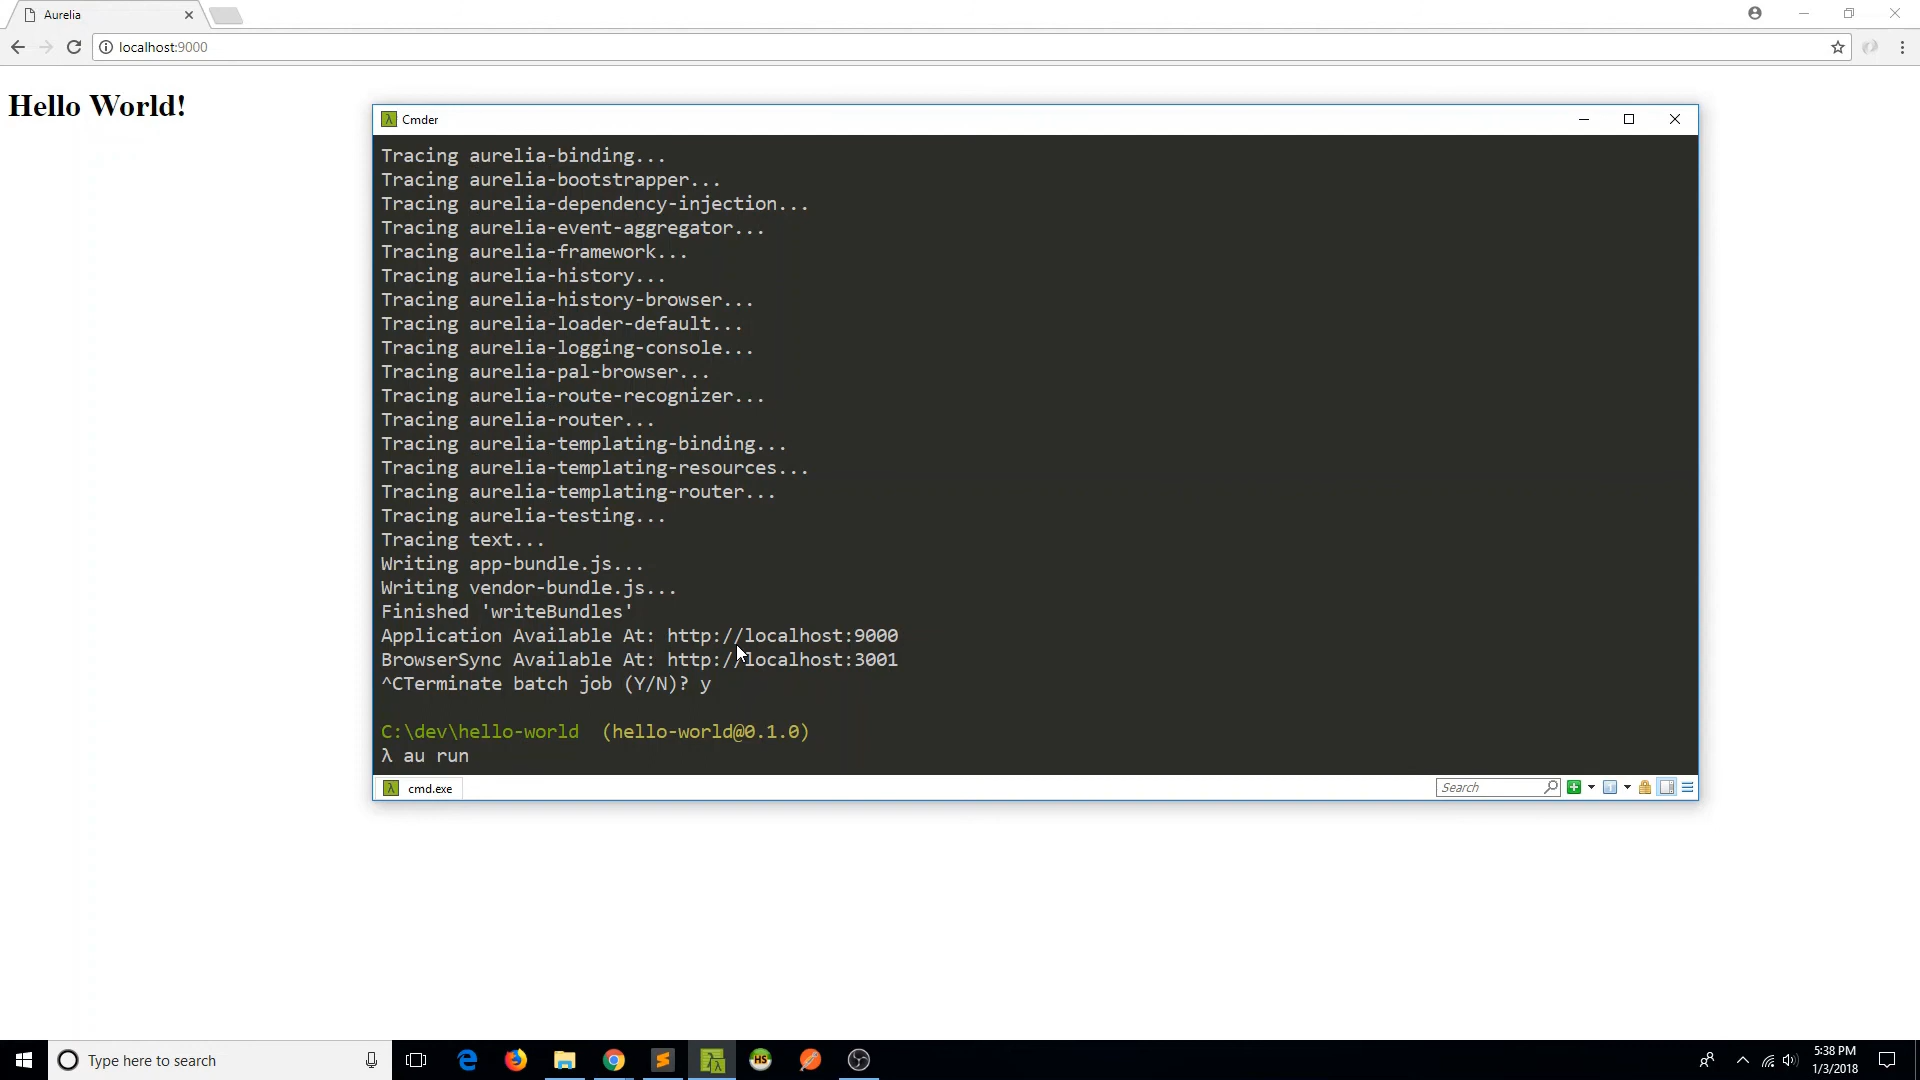 Aurelia
localhost:9000
Hello World!
Cmder
Tracing aurelia-binding...
Tracing aurelia-bootstrapper...
Tracing aurelia-dependency-injection...
Tracing aurelia-event-aggregator...
Tracing aurelia-framework...
Tracing aurelia-history...
Tracing aurelia-history-browser...
Tracing aurelia-loader-default...
Tracing aurelia-logging-console...
Tracing aurelia-pal-browser...
Tracing aurelia-route-recognizer...
Tracing aurelia-router...
Tracing aurelia-templating-binding...
Tracing aurelia-templating-resources...
Tracing aurelia-templating-router...
Tracing aurelia-testing...
Tracing text...
Writing app-bundle.js...
Writing vendor-bundle.js...
Finished 'writeBundles'
Application Available At: http://localhost:9000
BrowserSync Available At: http://localhost:3001
^CTerminate batch job (Y/N)? y
C:\dev\hello-world (hello-world@0.1.0)
λ au run
cmd.exe
Search
Type here to search
HS
5:38 PM
1/3/2018